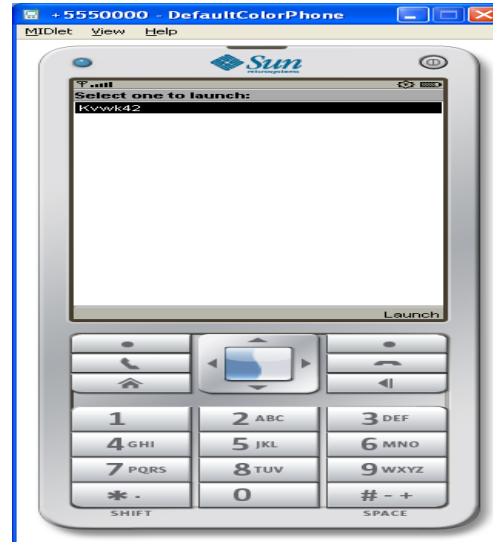 +5550000 - DefaultColorPhone
MIDlet View Help
Sun
microsystems
Select one to launch:
Kvwk42
Launch
1 2 ABC 3 DEF
4 GHI 5 JKL 6 MNO
7 PQRS 8 TUV 9 WXYZ
* . 0 # - +
SHIFT SPACE